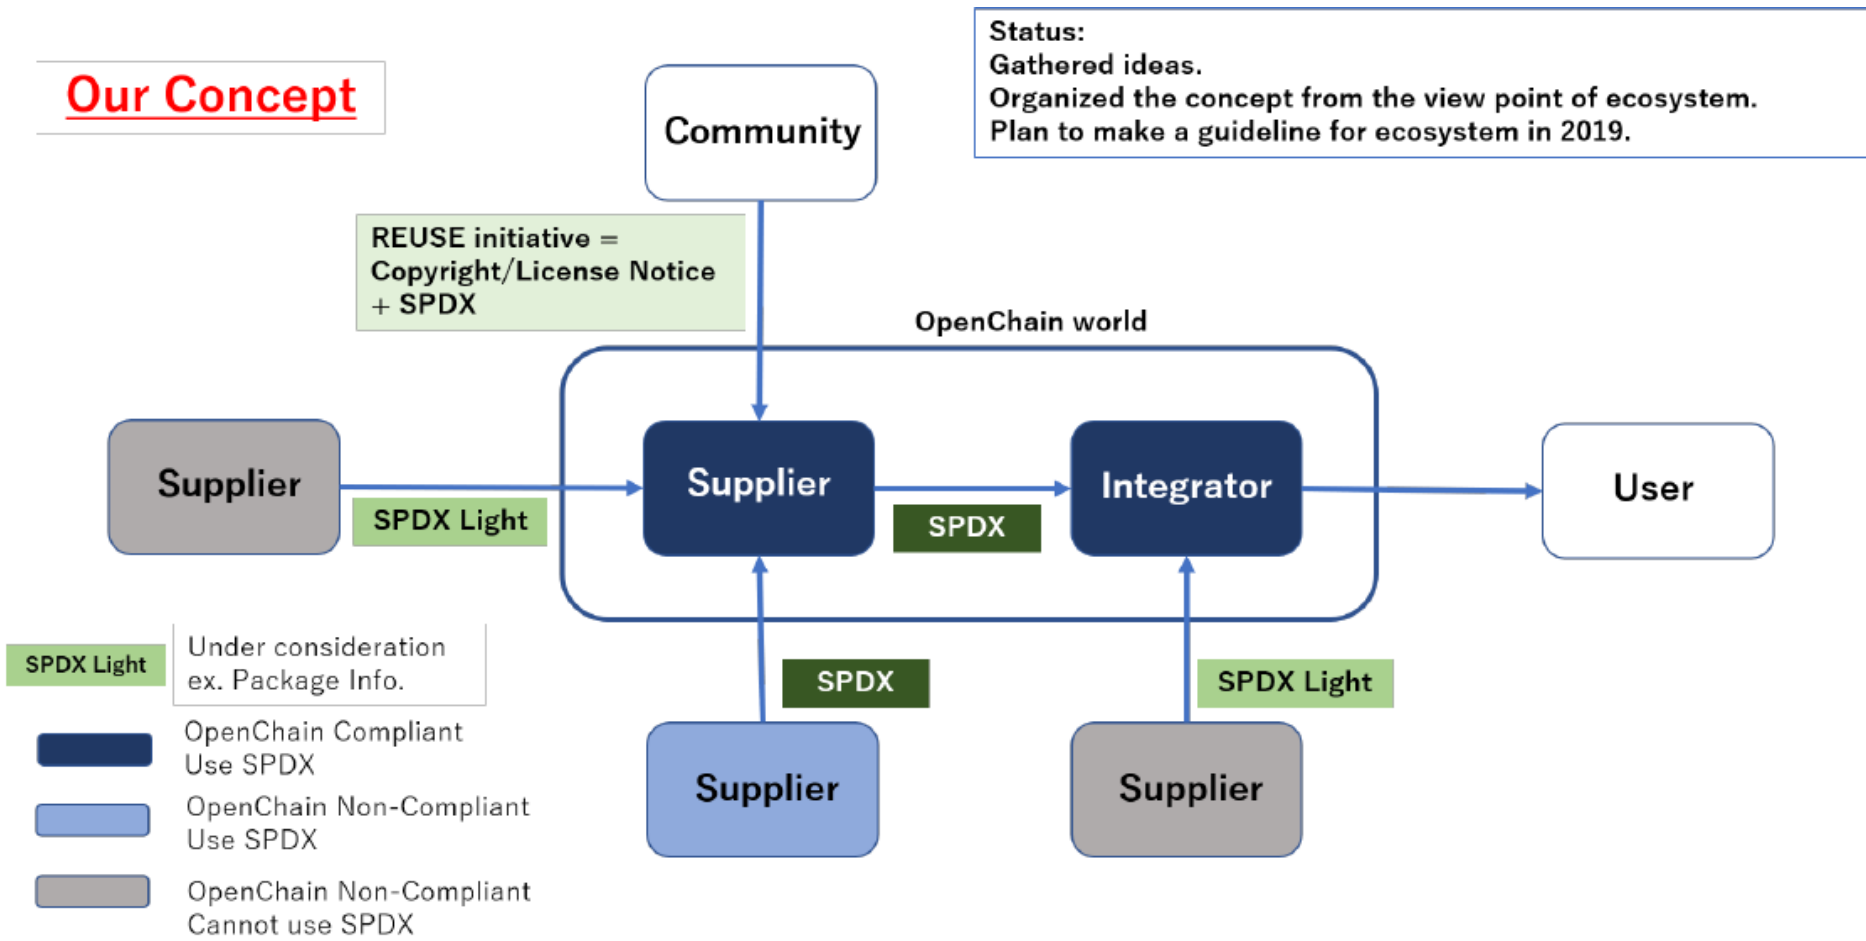 Our Concept
Status:
Gathered ideas.
Organized the concept from the view point of ecosystem.
Plan to make a guideline for ecosystem in 2019.
Community
REUSE initiative =
Copyright/License Notice
+ SPDX
OpenChain world
Supplier
SPDX Light
Supplier
SPDX
Integrator
User
SPDX
SPDX Light
Supplier
Supplier
SPDX Light
Under consideration
ex. Package Info.
OpenChain Compliant
Use SPDX
OpenChain Non-Compliant
Use SPDX
OpenChain Non-Compliant
Cannot use SPDX